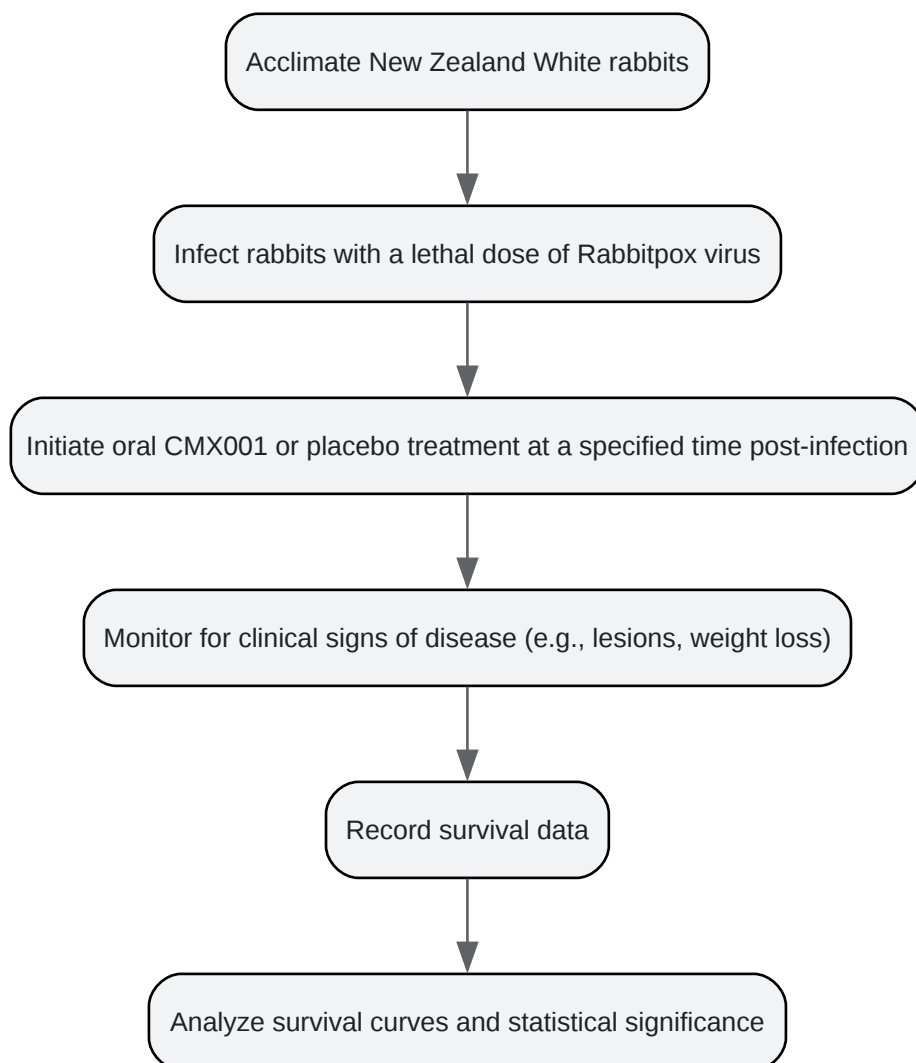 Acclimate New Zealand White rabbits
Infect rabbits with a lethal dose of Rabbitpox virus
Initiate oral CMX001 or placebo treatment at a specified time post-infection
Monitor for clinical signs of disease (e.g., lesions, weight loss)
Record survival data
Analyze survival curves and statistical significance